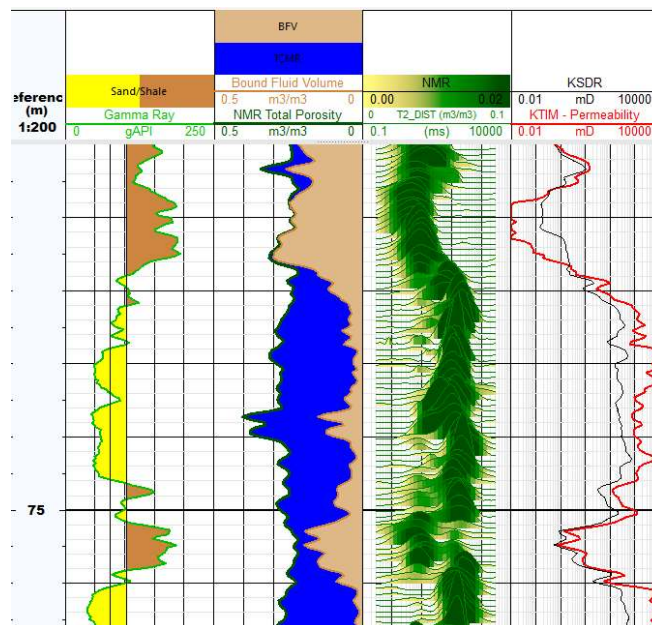 BFV
Sand/Shale
Bound Fluid Volume
0.5 m3/m3 0
NMR
0.00 0.02
KSDR
0.01 mD 10000
eferenc
(m)
1:200
Gamma Ray
0 gAPI 250
NMR Total Porosity
0.5 m3/m3 0
0 T2_DIST (m3/m3) 0.1
0.1 (ms) 10000
KTIM - Permeability
0.01 mD 10000
75